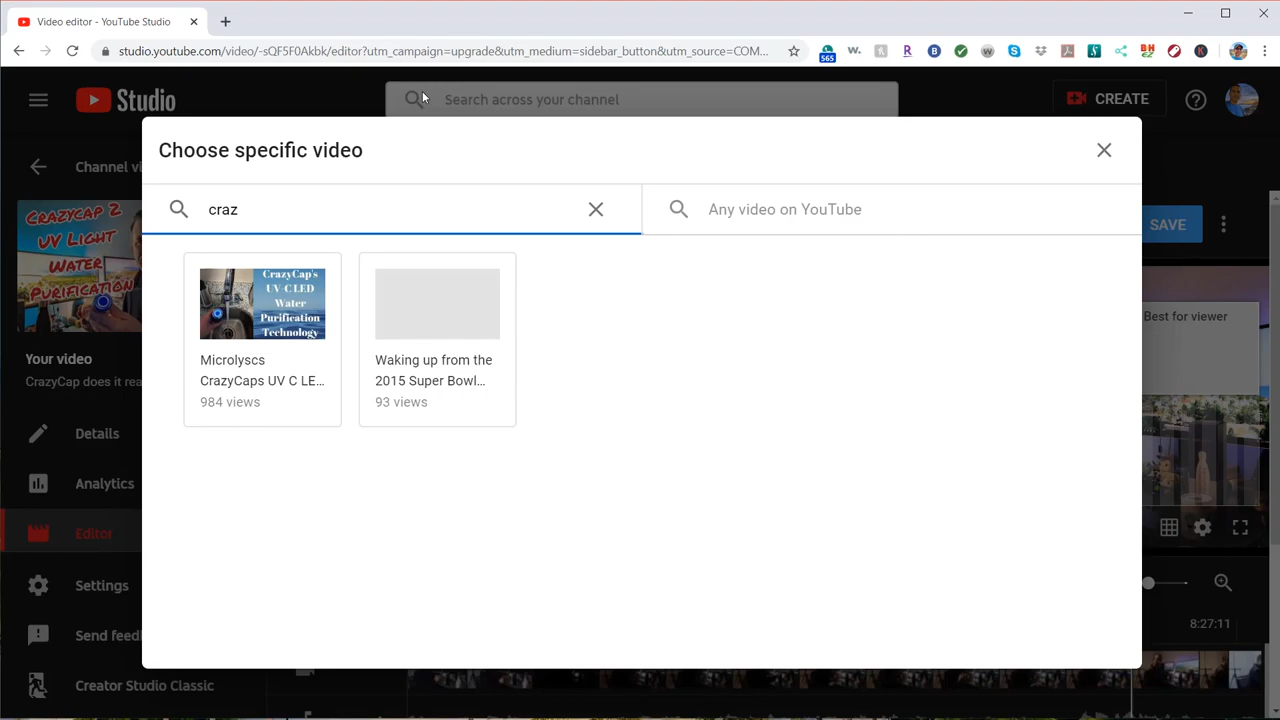 Video editor - YouTube Studio
studio.youtube.com/video/-sQF5F0Akbk/editor?utm_campaign=upgrade&utm_medium=sidebar_button&utm_source=COM...
565
Studio
Search across your channel
CREATE
Channel vi
Choose specific video
craz
Any video on YouTube
CRAZYCAP 2
UV LIGHT
WATER
PURIFICATION
SAVE
CrazyCap's
UV-C LED
Water
Purification
Technology
Best for viewer
Your video
CrazyCap does it rea
Microlyscs
CrazyCaps UV C LE...
984 views
Waking up from the
2015 Super Bowl...
93 views
Details
Analytics
Editor
Settings
Send feed
Creator Studio Classic
8:27:11